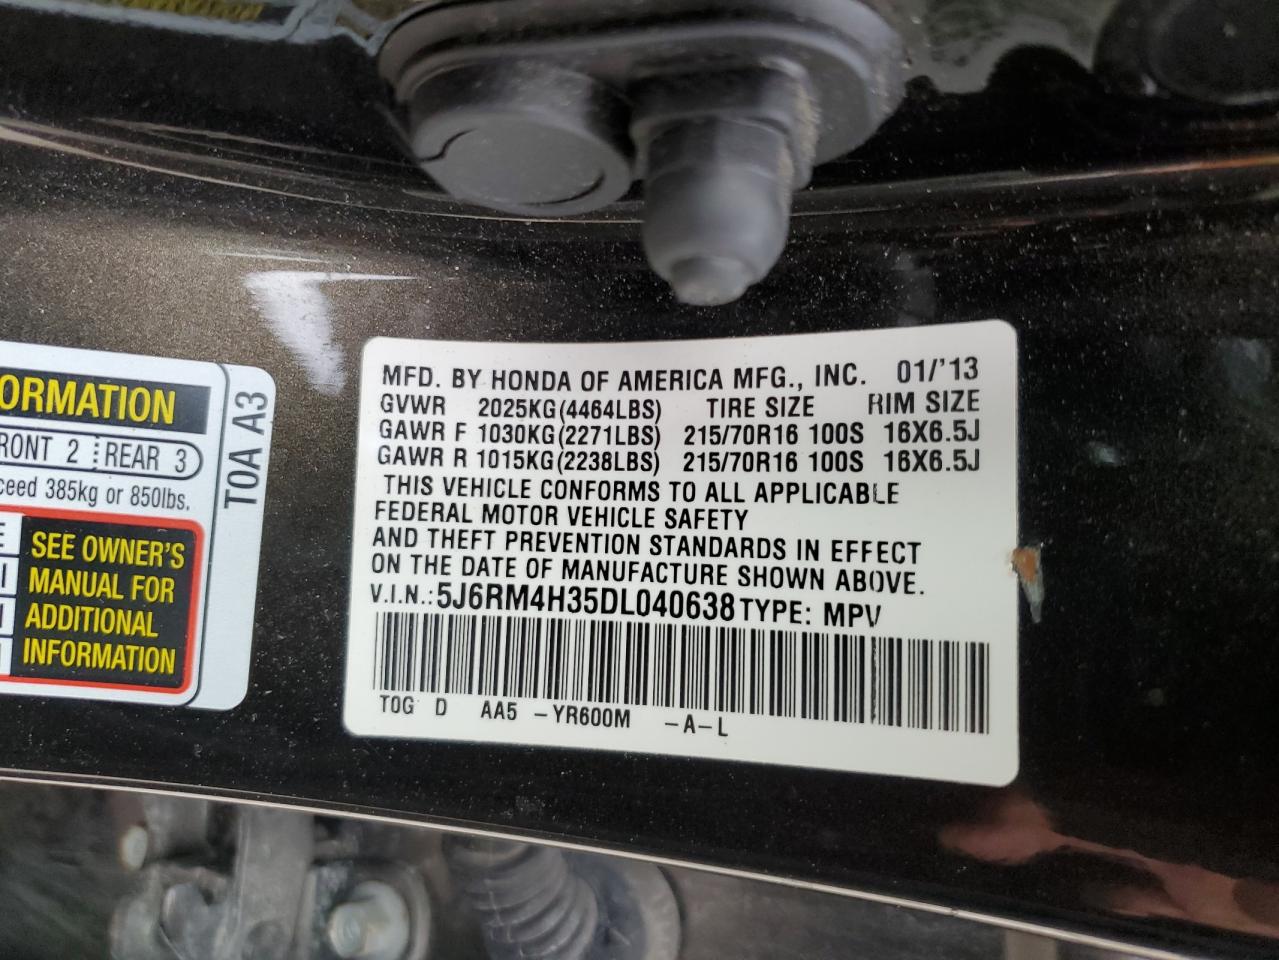 ORMATION
RONT 2 REAR 3
ceed 385kg or 850lbs.
SEE OWNER'S
MANUAL FOR
ADDITIONAL
INFORMATION
T0A A3
MFD. BY HONDA OF AMERICA MFG., INC. 01/'13
GVWR 2025KG(4464LBS) TIRE SIZE RIM SIZE
GAWR F 1030KG(2271LBS) 215/70R16 100S 16X6.5J
GAWR R 1015KG(2238LBS) 215/70R16 100S 16X6.5J
THIS VEHICLE CONFORMS TO ALL APPLICABLE
FEDERAL MOTOR VEHICLE SAFETY
AND THEFT PREVENTION STANDARDS IN EFFECT
ON THE DATE OF MANUFACTURE SHOWN ABOVE.
V.I.N.: 5J6RM4H35DL040638 TYPE: MPV
T0G D AA5 -YR600M -A-L